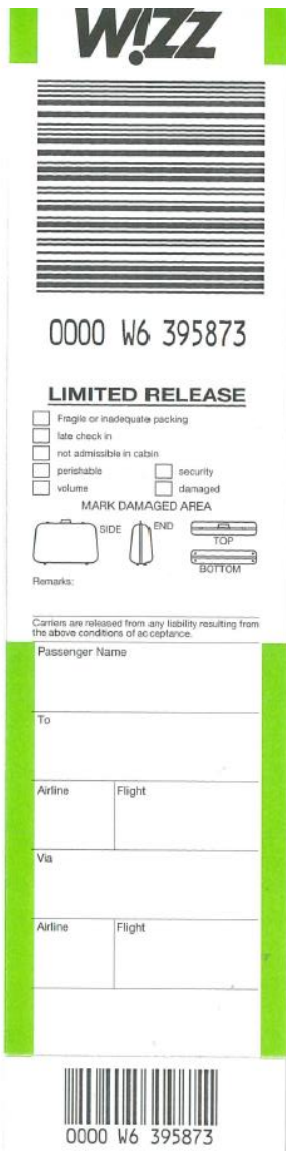 W!ZZ
0000 W6 395873
LIMITED RELEASE
Fragile or inadequate packing
late check in
not admissible in cabin
perishable security
volume damaged
MARK DAMAGED AREA
SIDE END TOP
BOTTOM
Remarks:
Carriers are released from any liability resulting from
the above conditions of acceptance.
Passenger Name
To
Airline Flight
Via
Airline Flight
0000 W6 395873